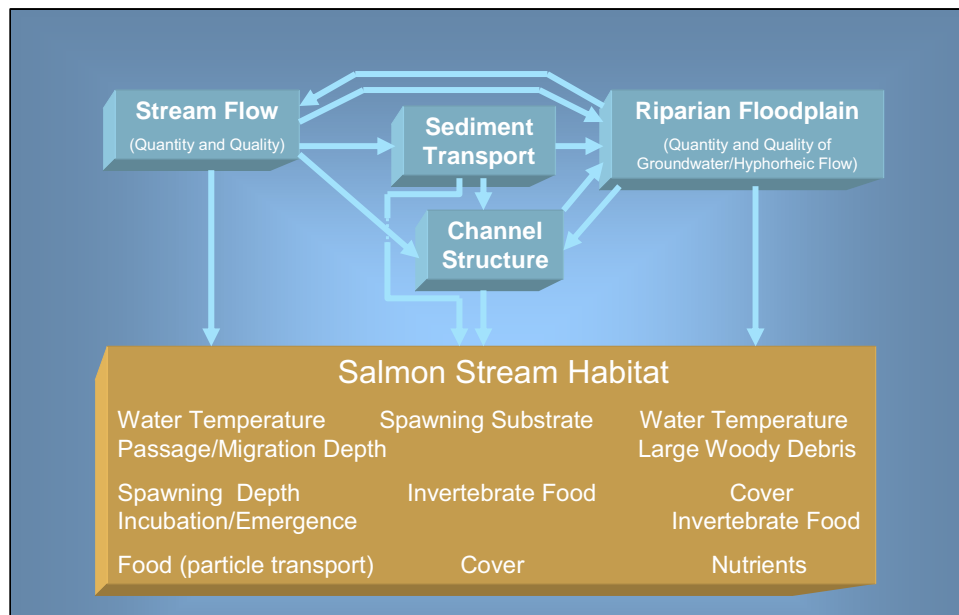 Stream Flow
(Quantity and Quality)
Sediment
Transport
Riparian Floodplain
(Quantity and Quality of
Groundwater/Hyphorheic Flow)
Channel
Structure
Salmon Stream Habitat
Water Temperature
Passage/Migration Depth
Spawning Depth
Incubation/Emergence
Food (particle transport)
Spawning Substrate
Invertebrate Food
Cover
Water Temperature
Large Woody Debris
Cover
Invertebrate Food
Nutrients